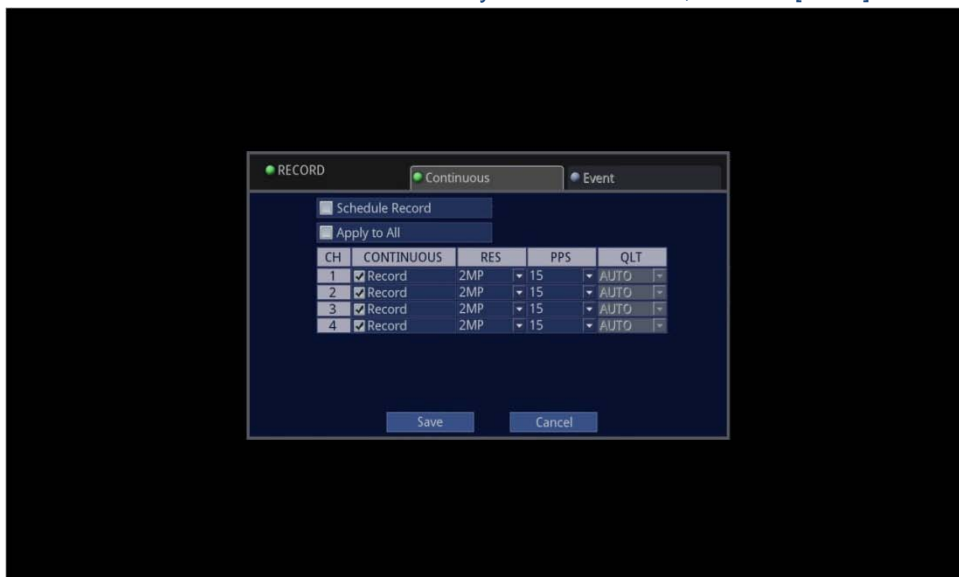 RECORD Continuous Event
Schedule Record
Apply to All
CH CONTINUOUS RES PPS QLT
1 Record 2MP 15 AUTO
2 Record 2MP 15 AUTO
3 Record 2MP 15 AUTO
4 Record 2MP 15 AUTO
Save Cancel